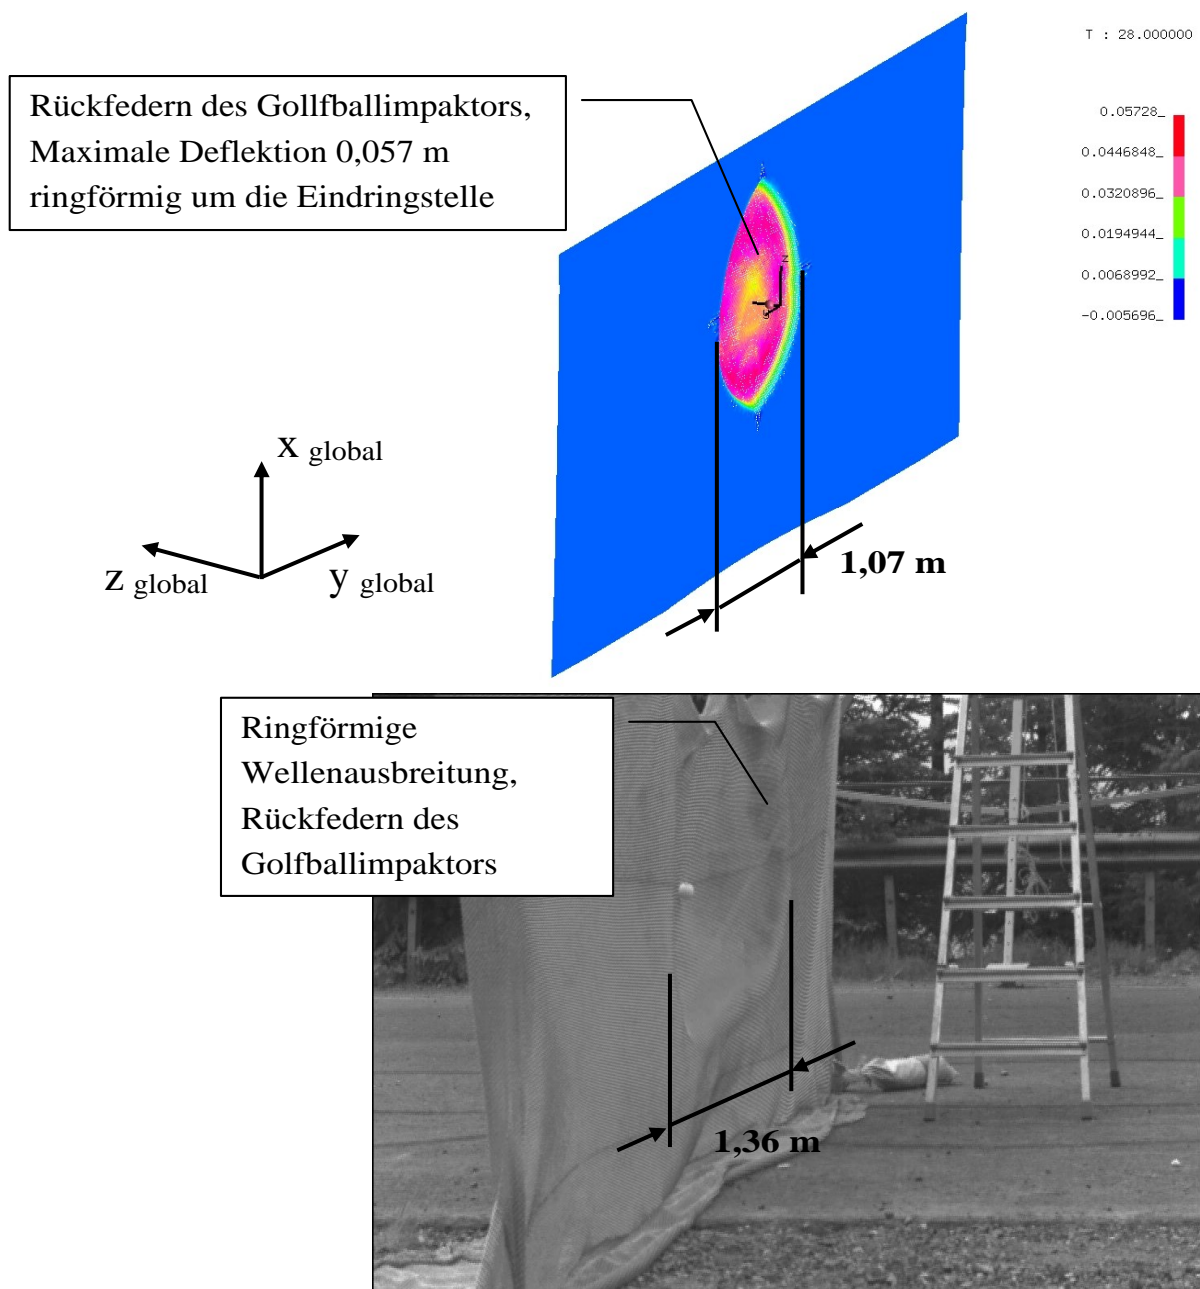 T : 28.000000
Rückfedern des Gollfballimpaktors,
Maximale Deflektion 0,057 m
ringförmig um die Eindringstelle
0.05728_
0.0446848_
0.0320896_
0.0194944_
0.0068992_
-0.005696_
z
x global
z global
y global
1,07 m
Ringförmige
Wellenausbreitung,
Rückfedern des
Golfballimpaktors
1,36 m